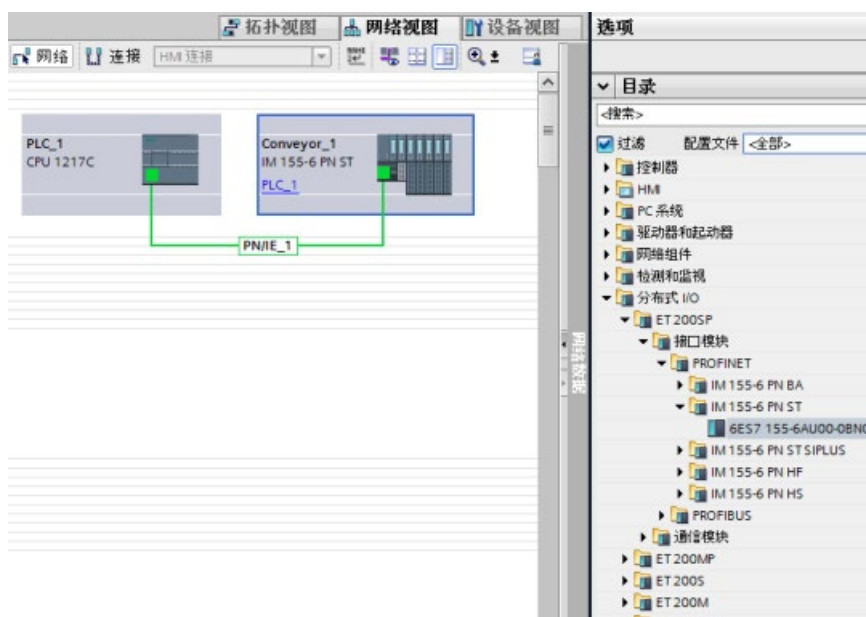 拓扑视图 网络视图 设备视图
网络 连接 HMI 连接
PLC_1
CPU 1217C
Conveyor_1
IM 155-6 PN ST
PLC_1
PN/IE_1
网络数据
选项
目录
<搜索>
过滤 配置文件 <全部>
控制器
HMI
PC 系统
驱动器和起动器
网络组件
检测和监视
分布式 I/O
ET 200SP
接口模块
PROFINET
IM 155-6 PN BA
IM 155-6 PN ST
6ES7 155-6AU00-0BN0
IM 155-6 PN ST SIPLUS
IM 155-6 PN HF
IM 155-6 PN HS
PROFIBUS
通信模块
ET 200MP
ET 200S
ET 200M